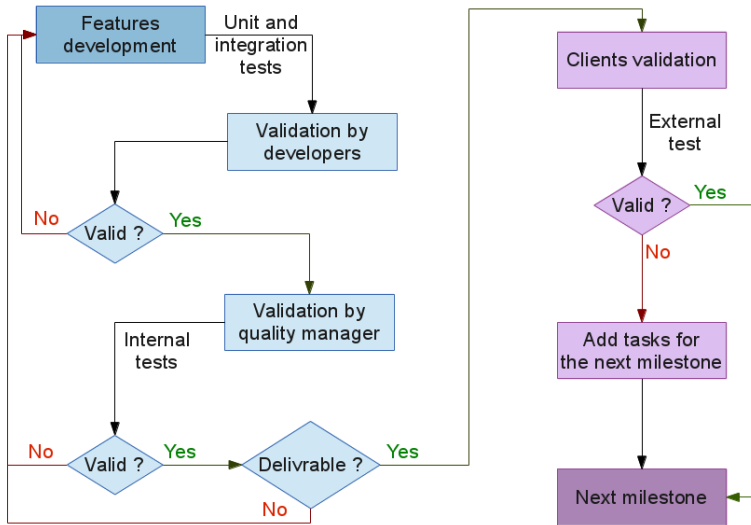 Features
development
Unit and
integration
tests
Validation by
developers
Valid ?
No
Yes
Validation by
quality manager
Internal
tests
Valid ?
No
Yes
Delivrable ?
No
Yes
Clients validation
External
test
Valid ?
Yes
No
Add tasks for
the next milestone
Next milestone